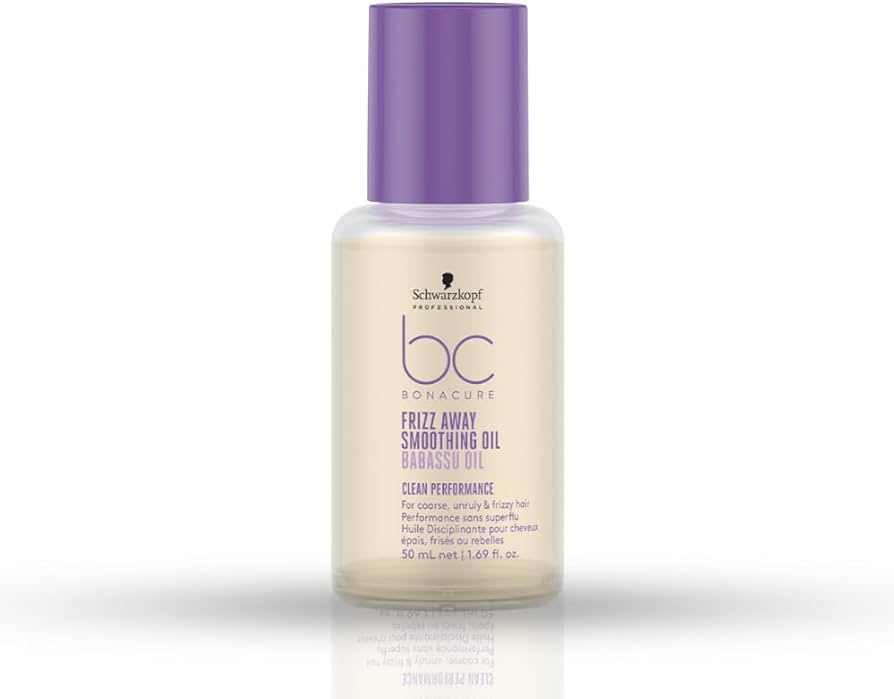 Schwarzkopf
PROFESSIONAL
bc
BONACURE
FRIZZ AWAY
SMOOTHING OIL
BABASSU OIL
CLEAN PERFORMANCE
For coarse, unruly & frizzy hair
Performance sans superflu
Huile Disciplinante pour cheveux
épais, frisés ou rebelles
50 mL net | 1.69 fl. oz.